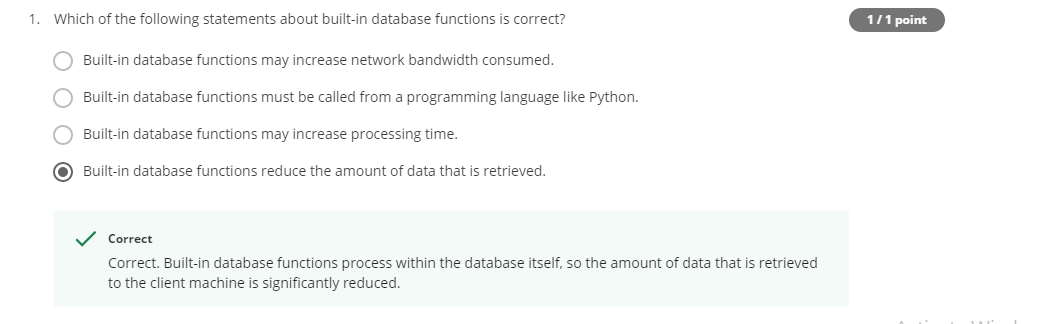 1. Which of the following statements about built-in database functions is correct?
1 / 1 point
Built-in database functions may increase network bandwidth consumed.
Built-in database functions must be called from a programming language like Python.
Built-in database functions may increase processing time.
Built-in database functions reduce the amount of data that is retrieved.
Correct
Correct. Built-in database functions process within the database itself, so the amount of data that is retrieved
to the client machine is significantly reduced.